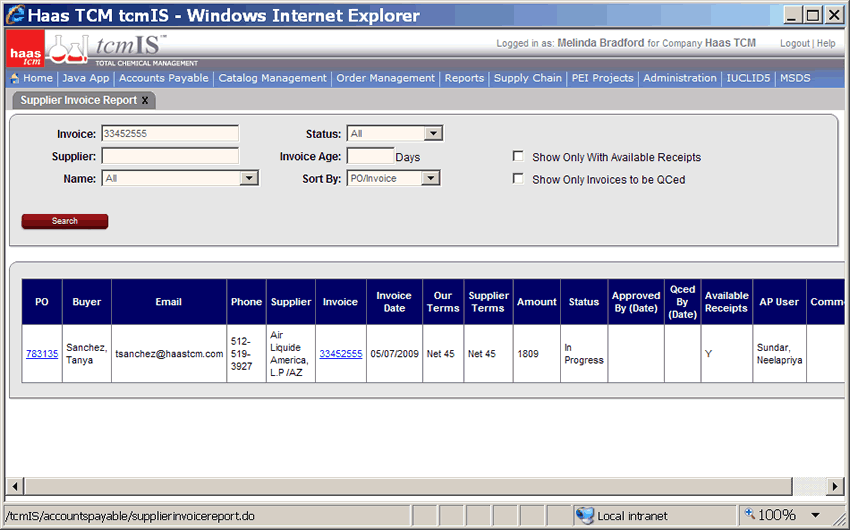 Haas TCM tcmIS - Windows Internet Explorer
haas tcm
tcmIS™
TOTAL CHEMICAL MANAGEMENT
Logged in as: Melinda Bradford for Company Haas TCM Logout | Help
Home | Java App | Accounts Payable | Catalog Management | Order Management | Reports | Supply Chain | PEI Projects | Administration | IUCLID5 | MSDS
Supplier Invoice Report X
Invoice: 33452555 Status: All
Supplier: Invoice Age: Days Show Only With Available Receipts
Name: All Sort By: PO/Invoice Show Only Invoices to be QCed
Search
PO Buyer Email Phone Supplier Invoice Invoice Date Our Terms Supplier Terms Amount Status Approved By (Date) Qced By (Date) Available Receipts AP User Comm
783135 Sanchez, Tanya tsanchez@haastcm.com 512-519-3927 Air Liquide America, L.P /AZ 33452555 05/07/2009 Net 45 Net 45 1809 In Progress Y Sundar, Neelapriya
/tcmIS/accountspayable/supplierinvoicereport.do Local intranet 100%